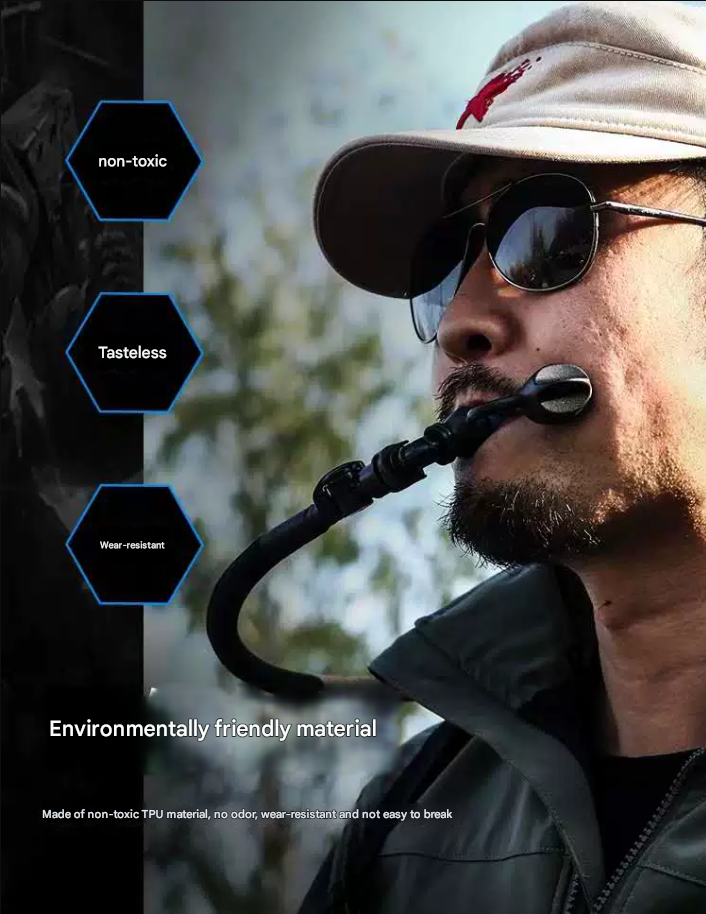 non-toxic
Tasteless
Wear-resistant
Environmentally friendly material
Made of non-toxic TPU material, no odor, wear-resistant and not easy to break